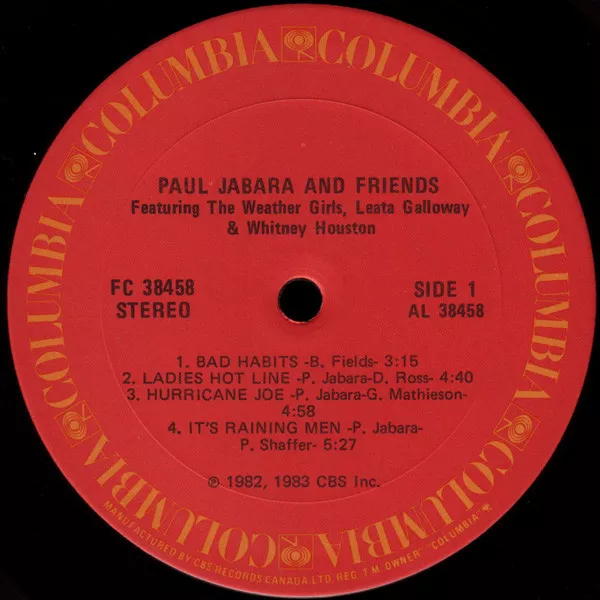 COLUMBIA COLUMBIA COLUMBIA COLUMBIA COLUMBIA COLUMBIA
PAUL JABARA AND FRIENDS
Featuring The Weather Girls, Leata Galloway
& Whitney Houston
FC 38458
STEREO
SIDE 1
AL 38458
1. BAD HABITS -B. Fields- 3:15
2. LADIES HOT LINE -P. Jabara-D. Ross- 4:40
3. HURRICANE JOE -P. Jabara-G. Mathieson-
4:58
4. IT'S RAINING MEN -P. Jabara-
P. Shaffer- 5:27
℗ 1982, 1983 CBS Inc.
MANUFACTURED BY CBS RECORDS CANADA LTD. REG. T.M. OWNER "COLUMBIA"